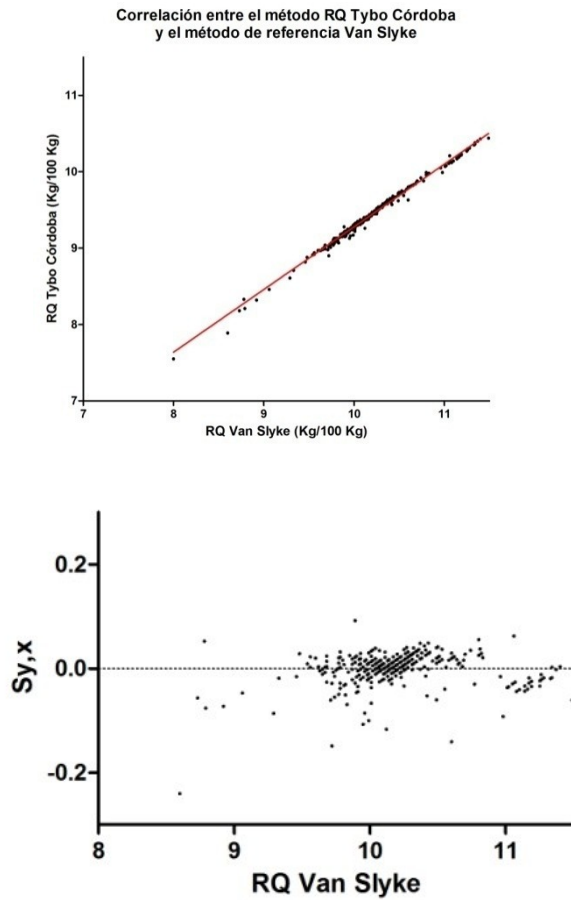 Correlación entre el método RQ Tybo Córdoba
y el método de referencia Van Slyke
RQ Tybo Córdoba (Kg/100 Kg)
11
10
9
8
7
7
8
9
10
11
RQ Van Slyke (Kg/100 Kg)
Sy,x
0.2
0.0
-0.2
8
9
10
11
RQ Van Slyke